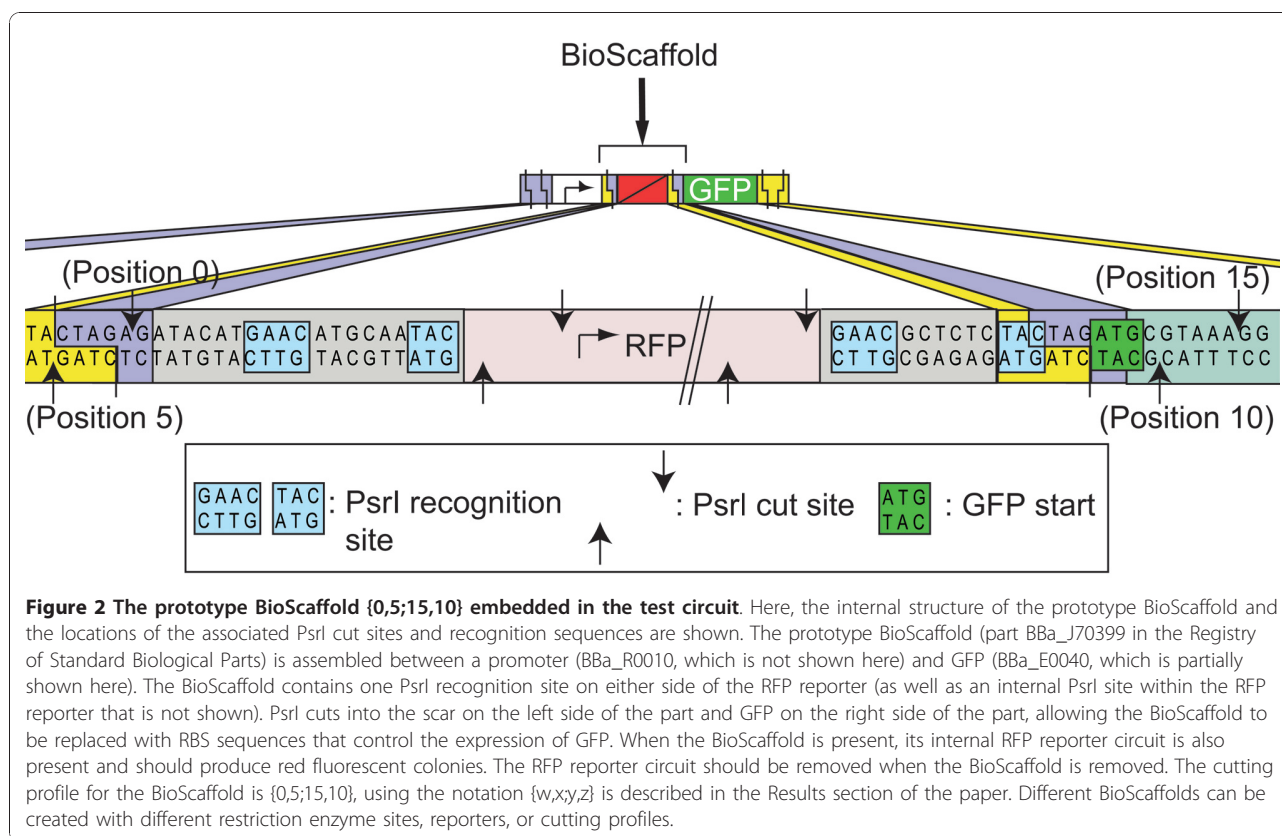 BioScaffold
GFP
(Position 0)
(Position 15)
TACTAGAGATACATGAACATGCAATAC
ATGATCTCTATGTACTTGTACGTTATG
RFP
GAACGCTCTCTACTAGATGCGTAAAGG
CTTGCGAGAGATGATCTACGCATTTCC
(Position 5)
(Position 10)
GAAC TAC
CTTG ATG
: PsrI recognition
site
: PsrI cut site
ATG
TAC
: GFP start
Figure 2 The prototype BioScaffold {0,5;15,10} embedded in the test circuit. Here, the internal structure of the prototype BioScaffold and
the locations of the associated PsrI cut sites and recognition sequences are shown. The prototype BioScaffold (part BBa_J70399 in the Registry
of Standard Biological Parts) is assembled between a promoter (BBa_R0010, which is not shown here) and GFP (BBa_E0040, which is partially
shown here). The BioScaffold contains one PsrI recognition site on either side of the RFP reporter (as well as an internal PsrI site within the RFP
reporter that is not shown). PsrI cuts into the scar on the left side of the part and GFP on the right side of the part, allowing the BioScaffold to
be replaced with RBS sequences that control the expression of GFP. When the BioScaffold is present, its internal RFP reporter circuit is also
present and should produce red fluorescent colonies. The RFP reporter circuit should be removed when the BioScaffold is removed. The cutting
profile for the BioScaffold is {0,5;15,10}, using the notation {w,x;y,z} is described in the Results section of the paper. Different BioScaffolds can be
created with different restriction enzyme sites, reporters, or cutting profiles.